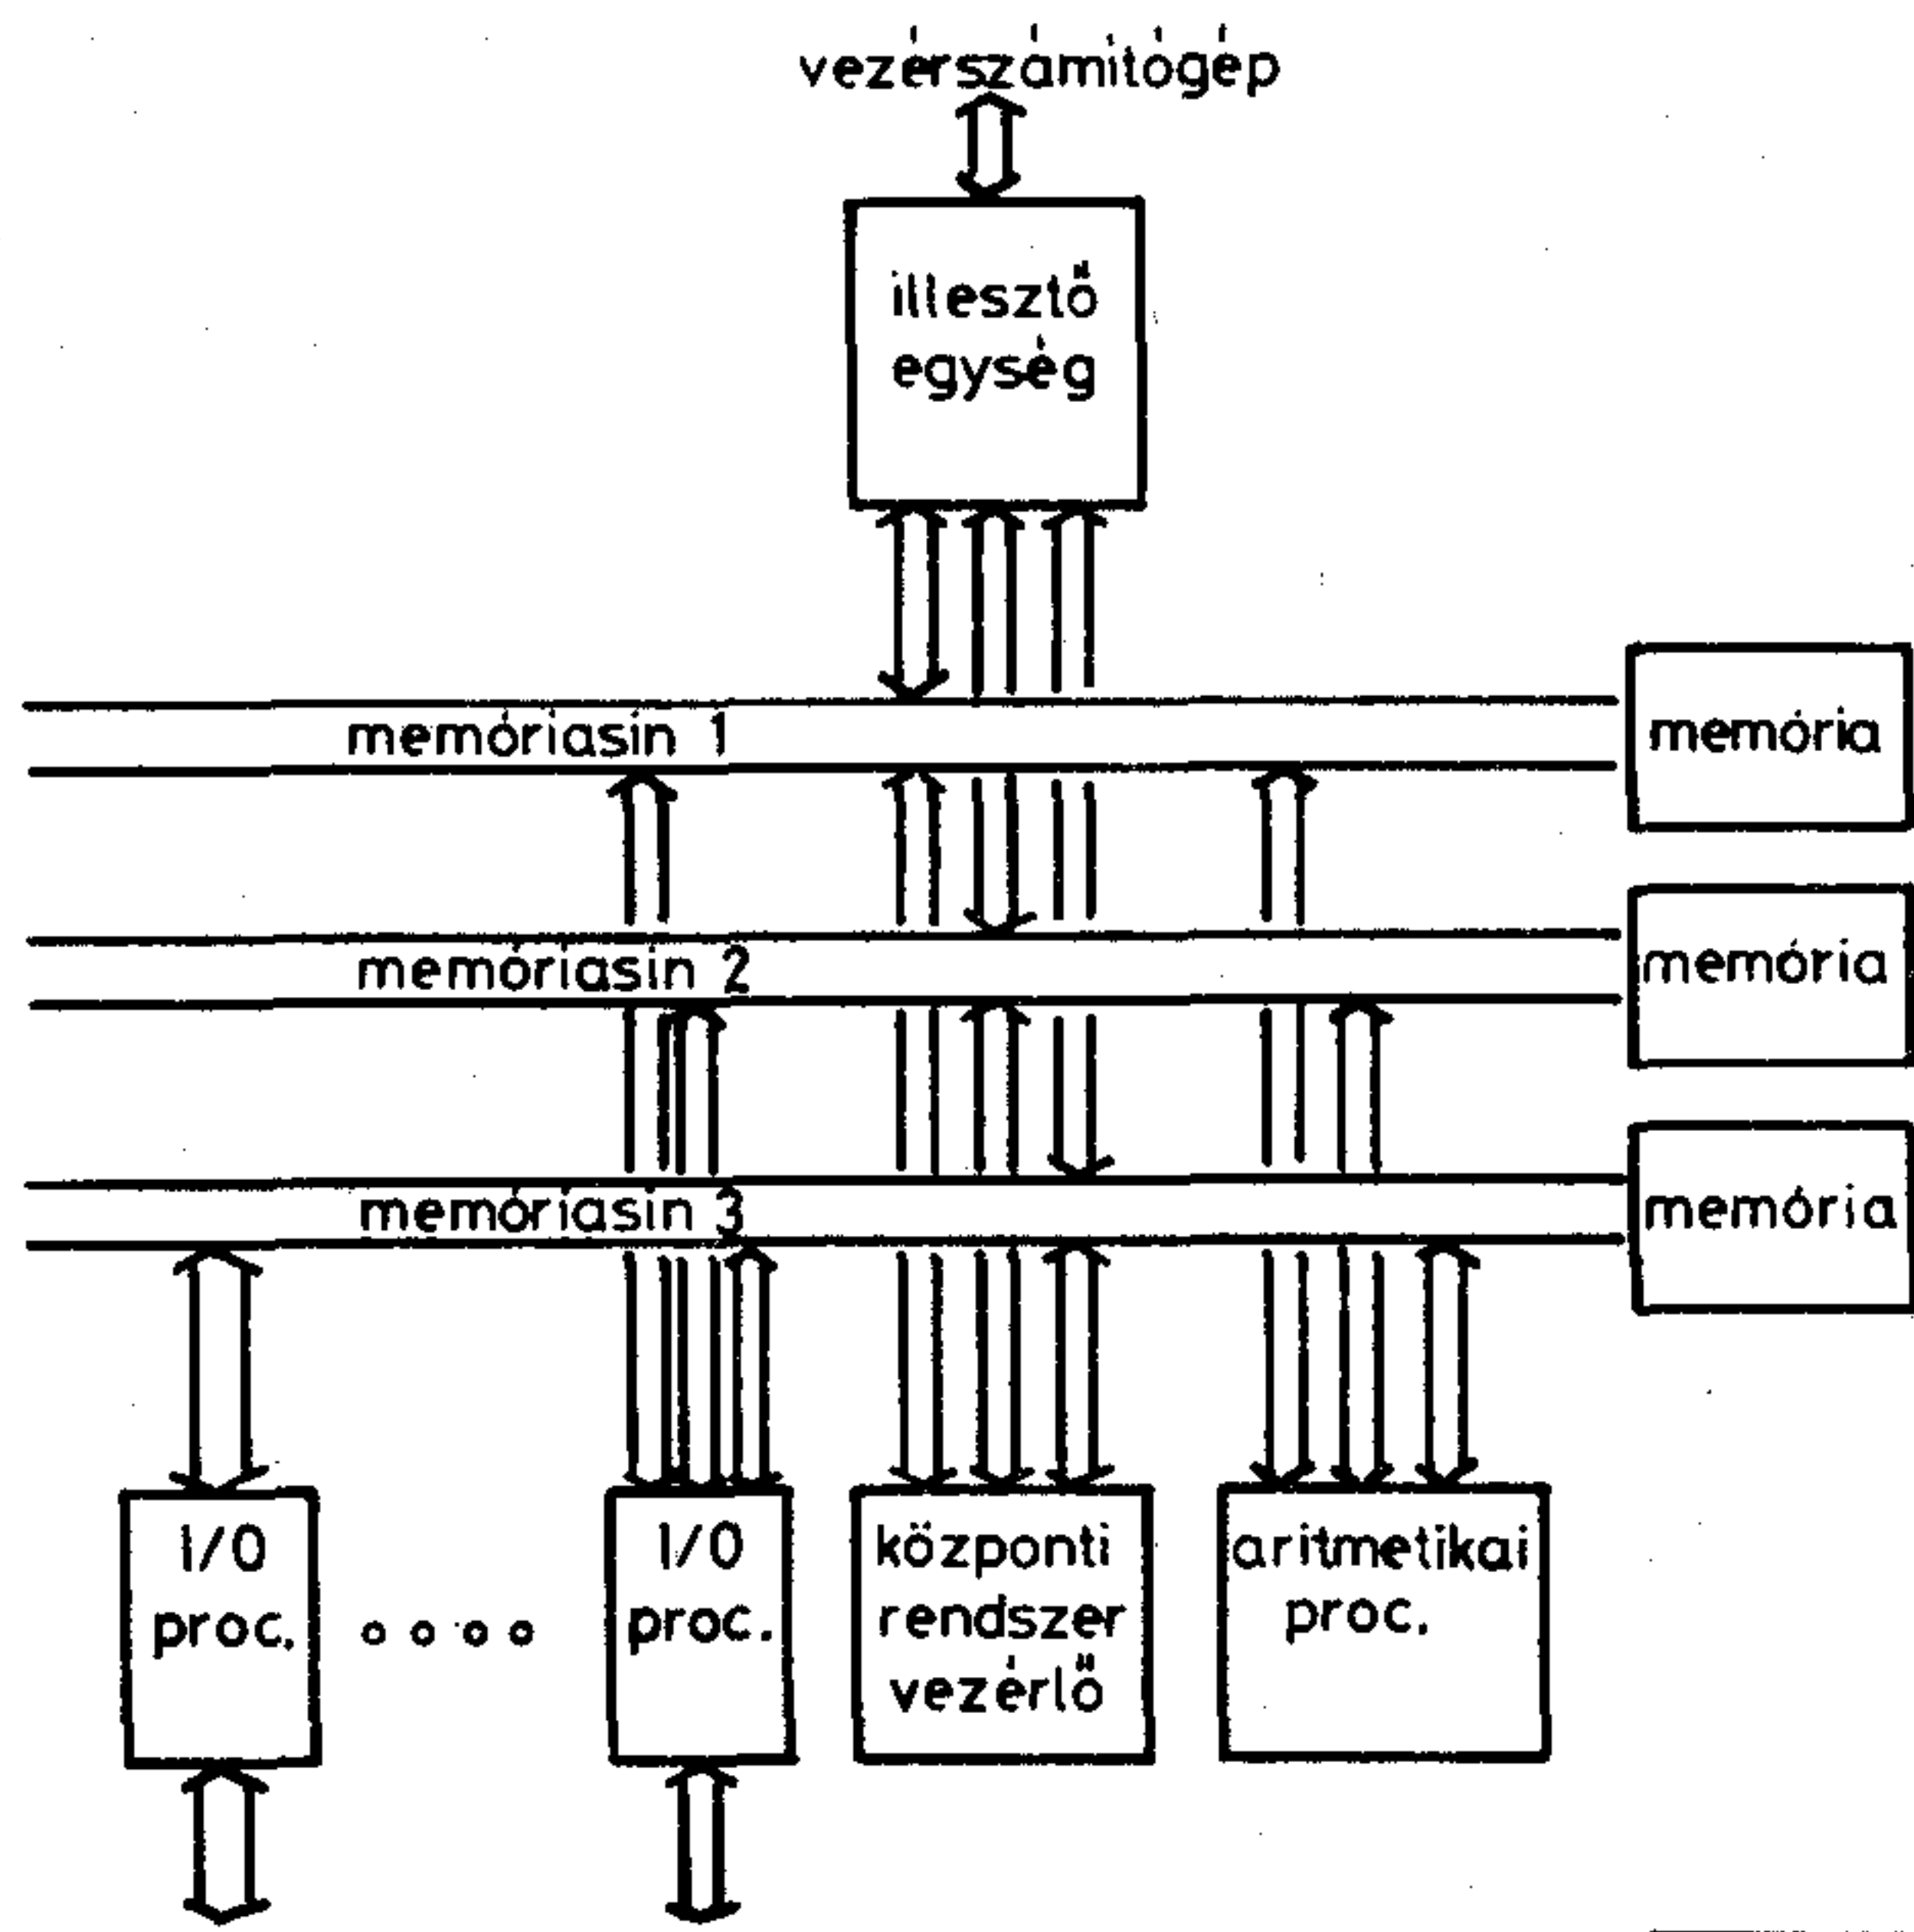 vezérszámítógép
illesztő
egység
memóriasín 1
memória
memóriasín 2
memória
memóriasín 3
memória
I/O
proc.
I/O
proc.
központi
rendszer
vezérlő
aritmetikai
proc.